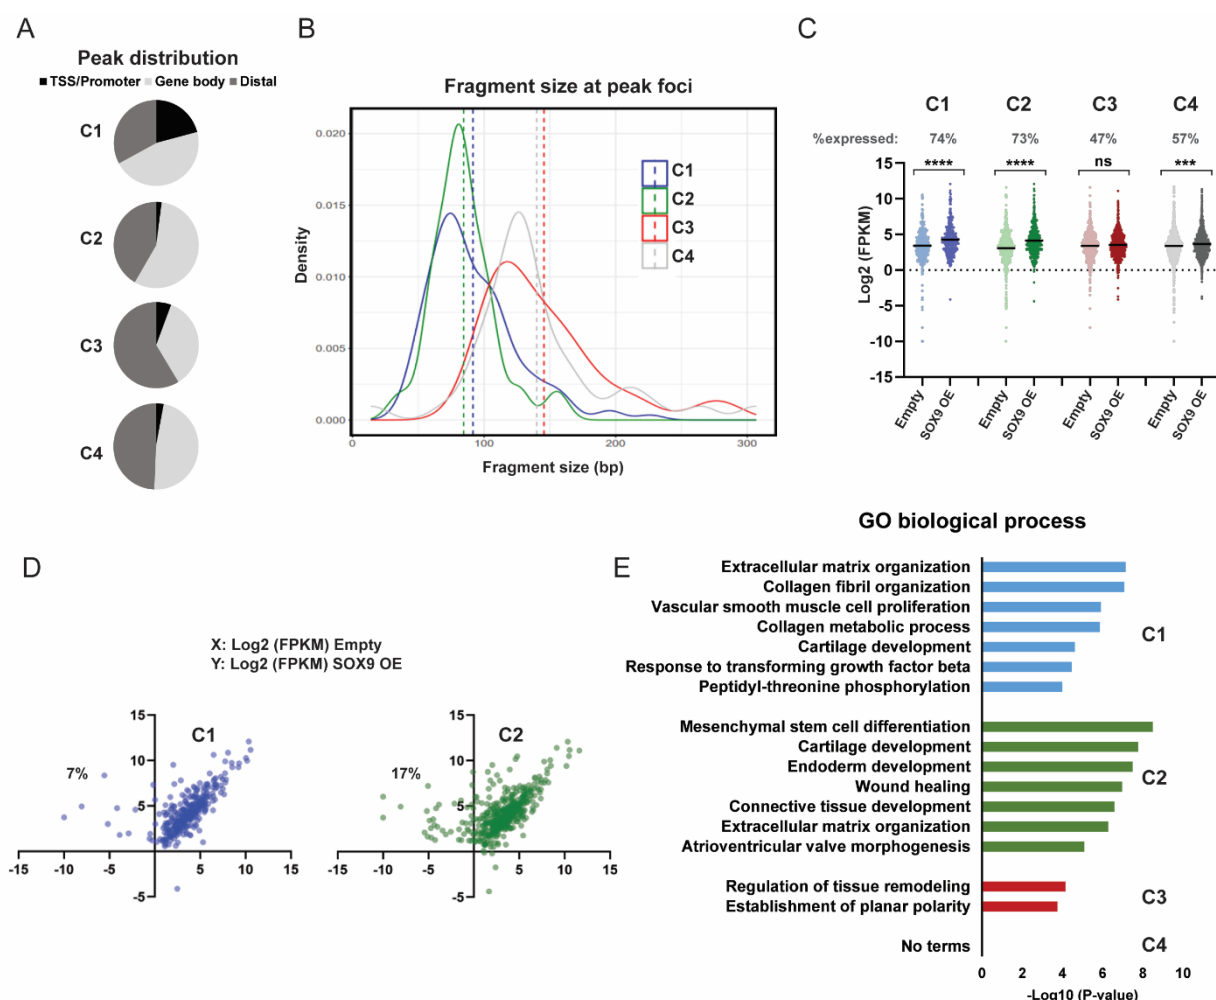 A
Peak distribution
TSS/Promoter Gene body Distal
C1
C2
C3
C4
B
Fragment size at peak foci
0.020
0.015
0.010
0.005
0.000
Density
C1
C2
C3
C4
0 100 200 300
Fragment size (bp)
C
C1 C2 C3 C4
%expressed: 74% 73% 47% 57%
**** **** ns ***
15
10
5
0
-5
-10
-15
Log2 (FPKM)
Empty SOX9 OE Empty SOX9 OE Empty SOX9 OE Empty SOX9 OE
D
X: Log2 (FPKM) Empty
Y: Log2 (FPKM) SOX9 OE
15
C1
10
7%
5
-15 -10 -5 5 10 15
-5
15
C2
10
17%
5
-15 -10 -5 0 5 10 15
-5
GO biological process
E
Extracellular matrix organization
Collagen fibril organization
Vascular smooth muscle cell proliferation
Collagen metabolic process
Cartilage development
Response to transforming growth factor beta
Peptidyl-threonine phosphorylation
C1
Mesenchymal stem cell differentiation
Cartilage development
Endoderm development
Wound healing
Connective tissue development
Extracellular matrix organization
Atrioventricular valve morphogenesis
C2
Regulation of tissue remodeling
Establishment of planar polarity
C3
No terms
C4
0 2 4 6 8 10
-Log10 (P-value)